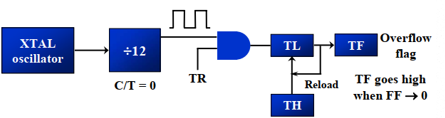 XTAL
oscillator
÷12
C/T = 0
TR
TL
TF
Overflow
flag
Reload
TH
TF goes high
when FF → 0